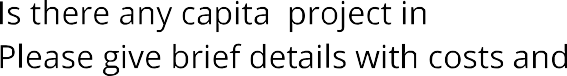 Is there any capita project in
Please give brief details with costs and